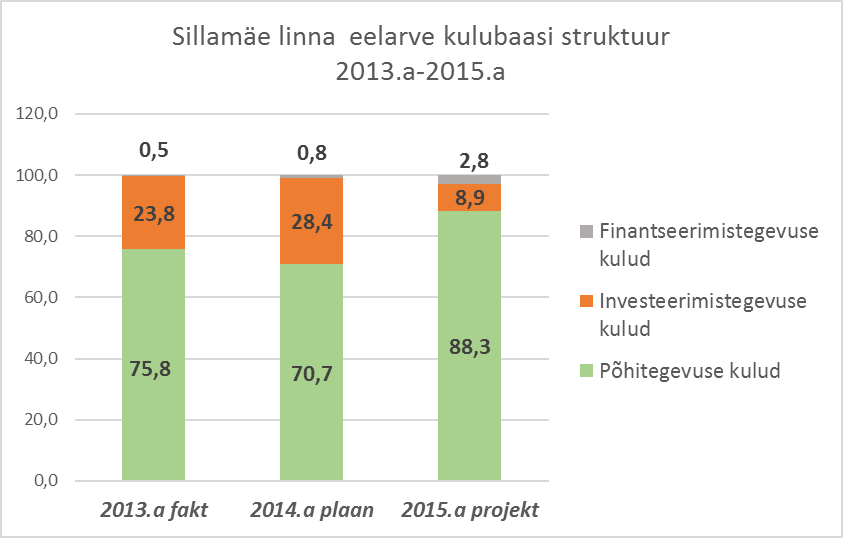 Sillamäe linna  eelarve kulubaasi struktuur
2013.a-2015.a
120,0
100,0
80,0
60,0
40,0
20,0
0,0
0,5
0,8
2,8
23,8
28,4
8,9
75,8
70,7
88,3
2013.a fakt
2014.a plaan
2015.a projekt
Finantseerimistegevuse
kulud
Investeerimistegevuse
kulud
Põhitegevuse kulud